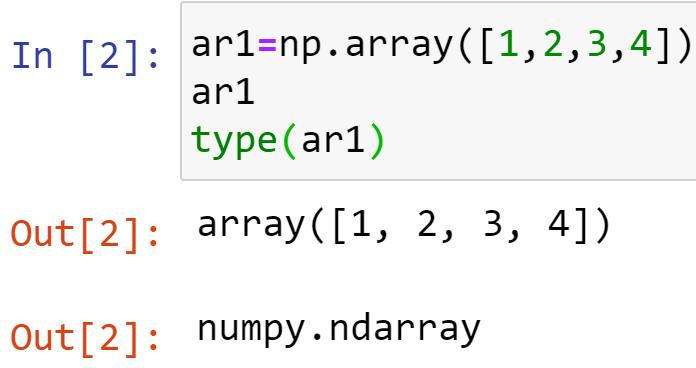 In [2]: ar1=np.array([1,2,3,4])
ar1
type(ar1)
Out[2]: array([1, 2, 3, 4])
Out[2]: numpy.ndarray